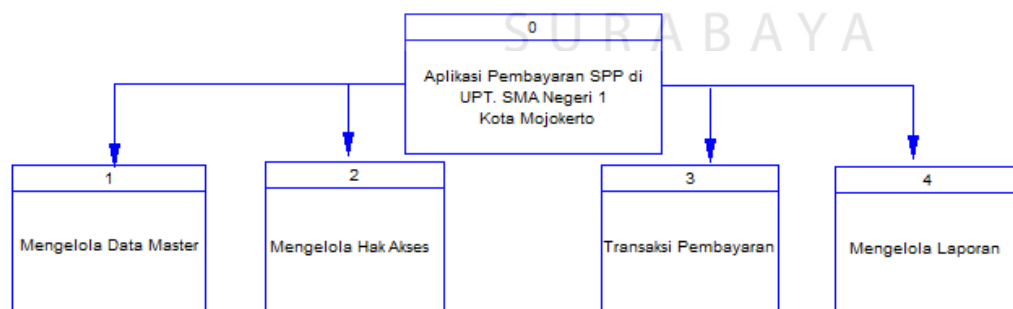 SURABAYA
0
Aplikasi Pembayaran SPP di
UPT. SMA Negeri 1
Kota Mojokerto
1
Mengelola Data Master
2
Mengelola Hak Akses
3
Transaksi Pembayaran
4
Mengelola Laporan